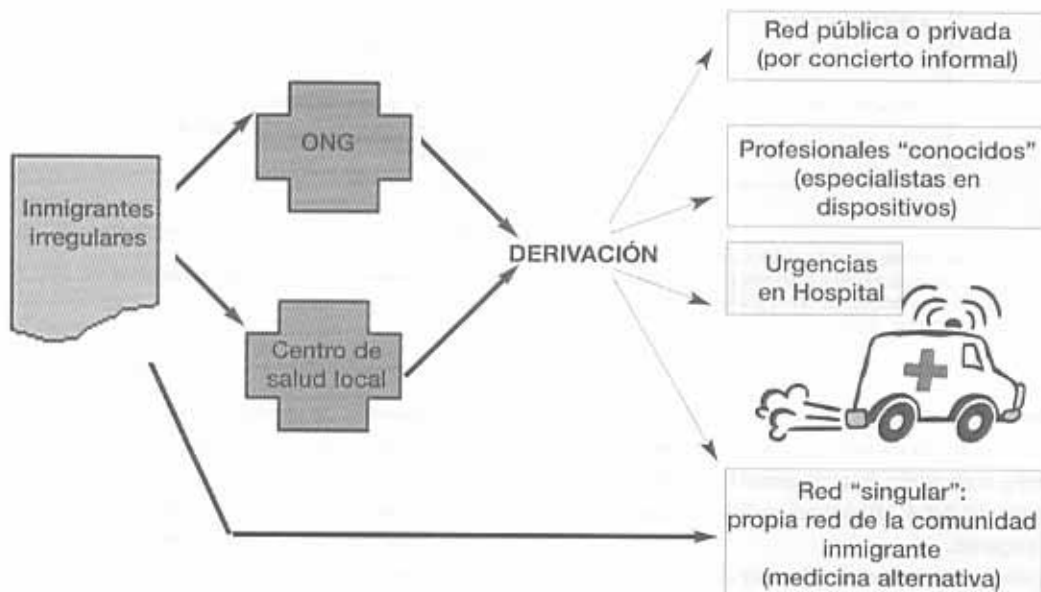 Inmigrantes
irregulares
ONG
Centro de
salud local
DERIVACIÓN
Red pública o privada
(por concierto informal)
Profesionales “conocidos”
(especialistas en
dispositivos)
Urgencias
en Hospital
Red “singular”:
propia red de la comunidad
inmigrante
(medicina alternativa)